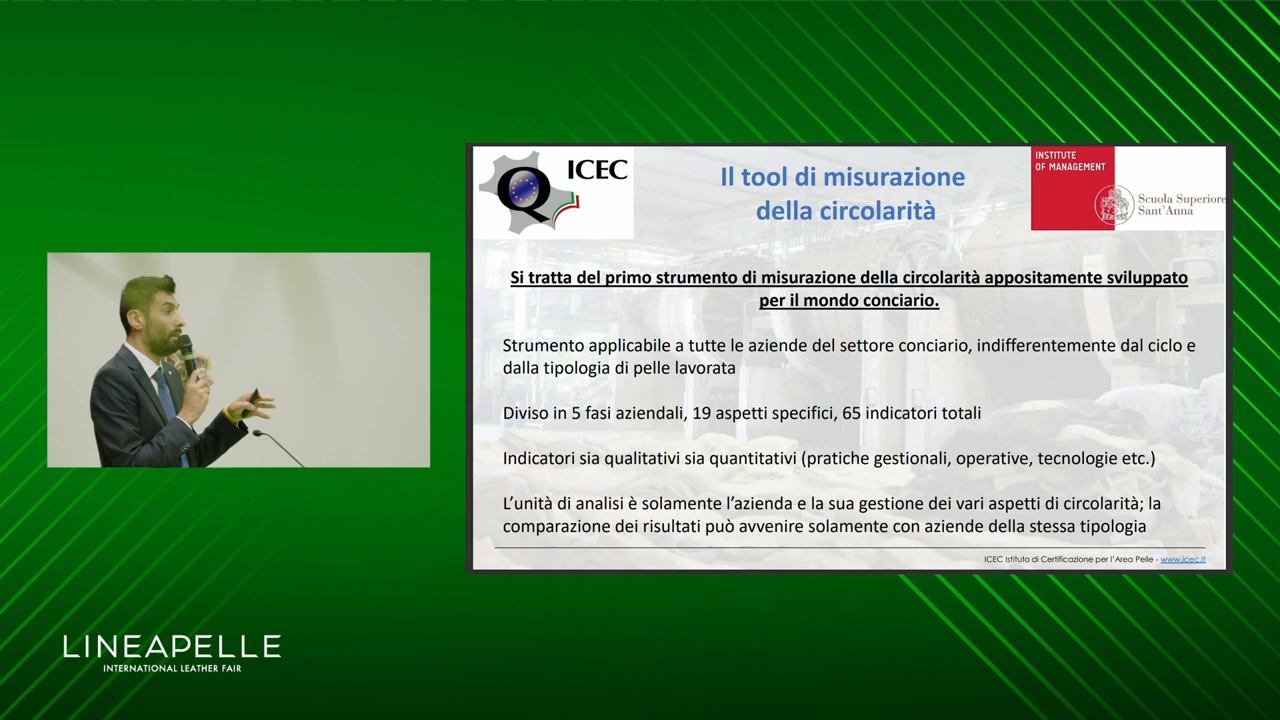 ICEC
Q
Il tool di misurazione
della circolarità
INSTITUTE
OF MANAGEMENT
Scuola Superiore
Sant'Anna
Si tratta del primo strumento di misurazione della circolarità appositamente sviluppato
per il mondo conciario.
Strumento applicabile a tutte le aziende del settore conciario, indifferentemente dal ciclo e
dalla tipologia di pelle lavorata
Diviso in 5 fasi aziendali, 19 aspetti specifici, 65 indicatori totali
Indicatori sia qualitativi sia quantitativi (pratiche gestionali, operative, tecnologie etc.)
L'unità di analisi è solamente l'azienda e la sua gestione dei vari aspetti di circolarità; la
comparazione dei risultati può avvenire solamente con aziende della stessa tipologia
ICEC Istituto di Certificazione per l'Area Pelle - www.icec.it
LINEAPELLE
INTERNATIONAL LEATHER FAIR